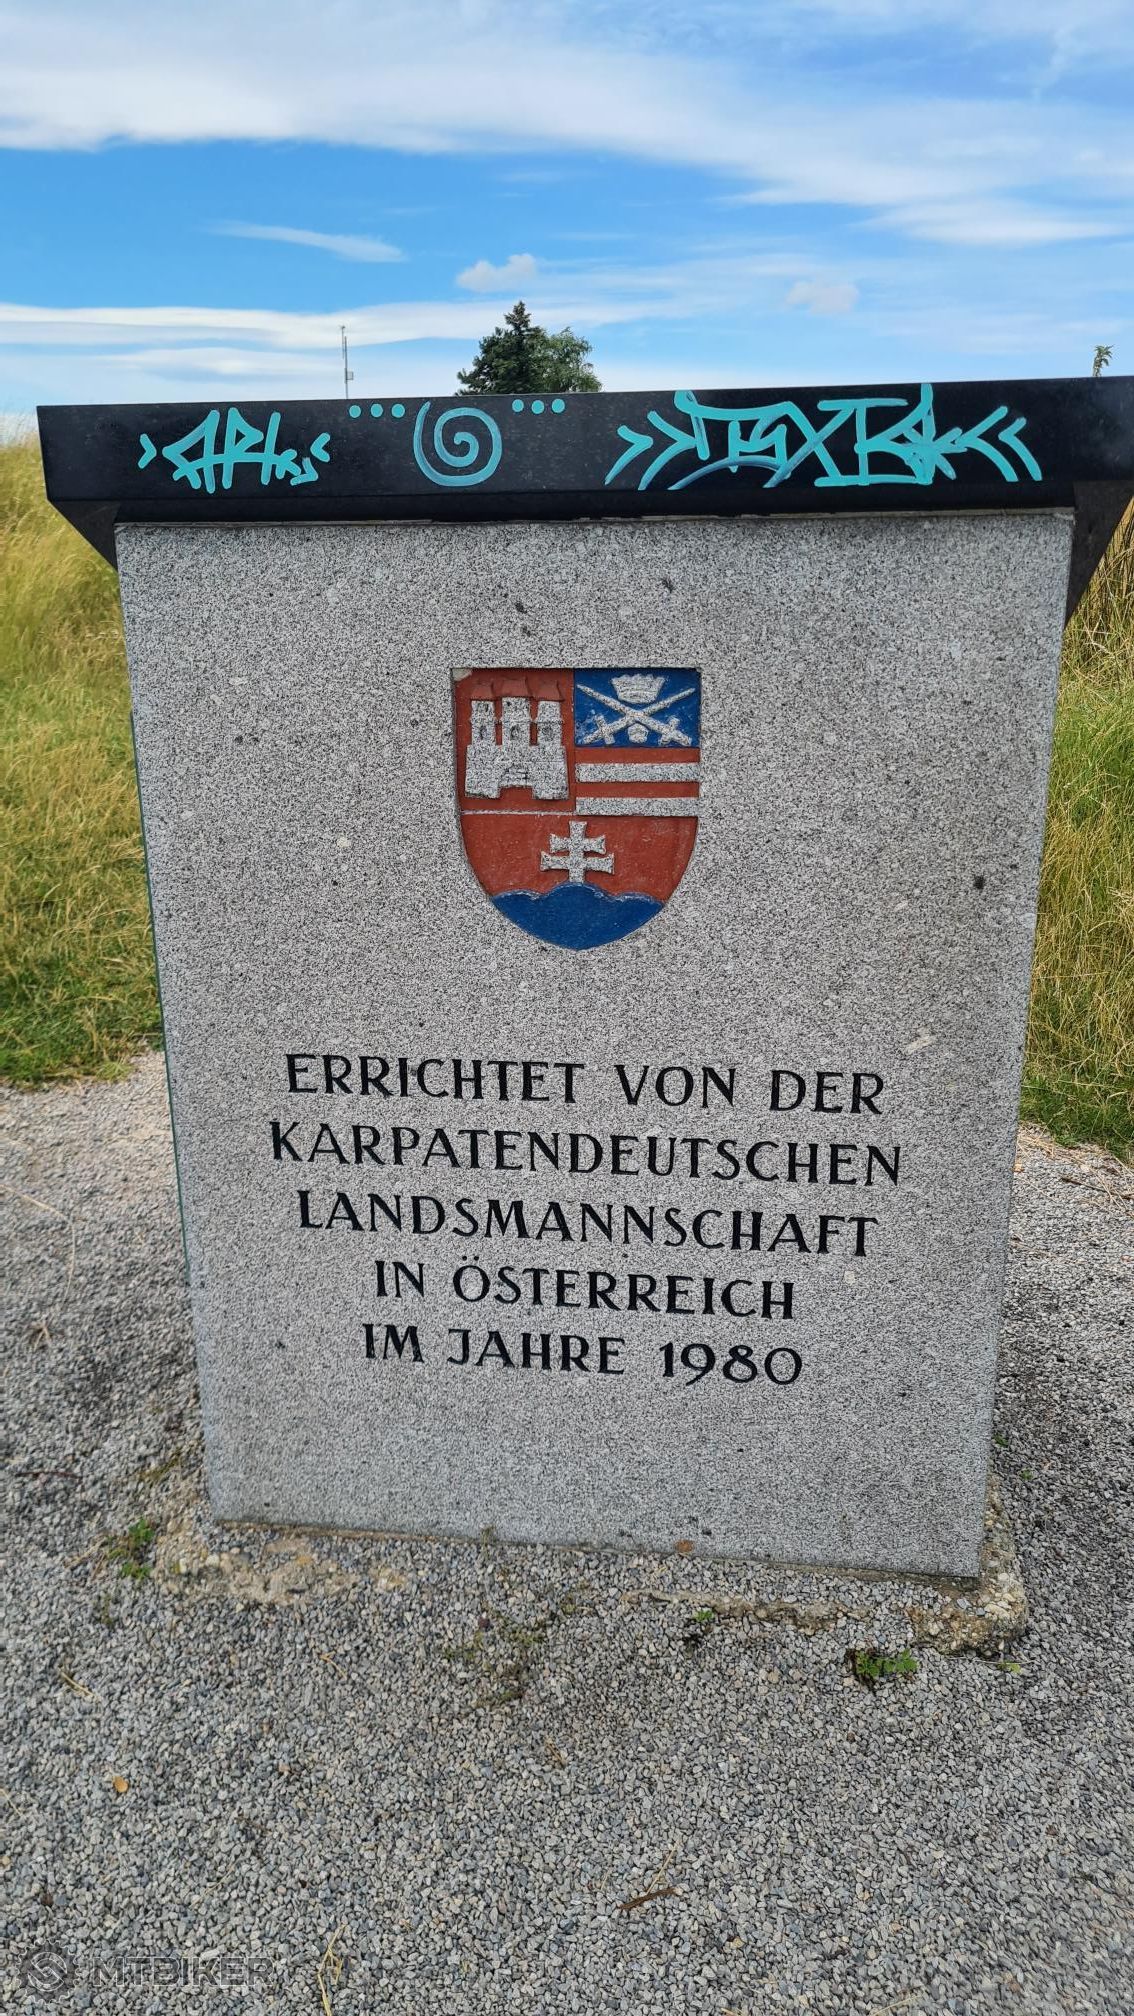 ERRICHTET VON DER
KARPATENDEUTSCHEN
LANDSMANNSCHAFT
IN ÖSTERREICH
IM JAHRE 1980
MTBIKER